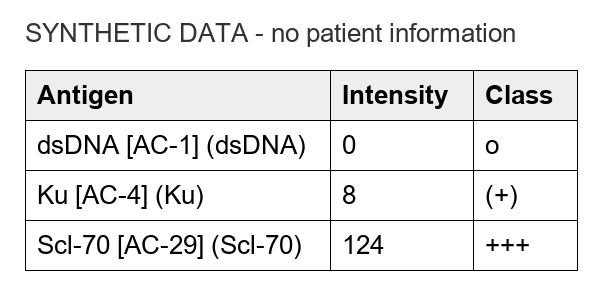 SYNTHETIC DATA - no patient information
Antigen Intensity Class
dsDNA [AC-1] (dsDNA) 0 o
Ku [AC-4] (Ku) 8 (+)
Scl-70 [AC-29] (Scl-70) 124 +++